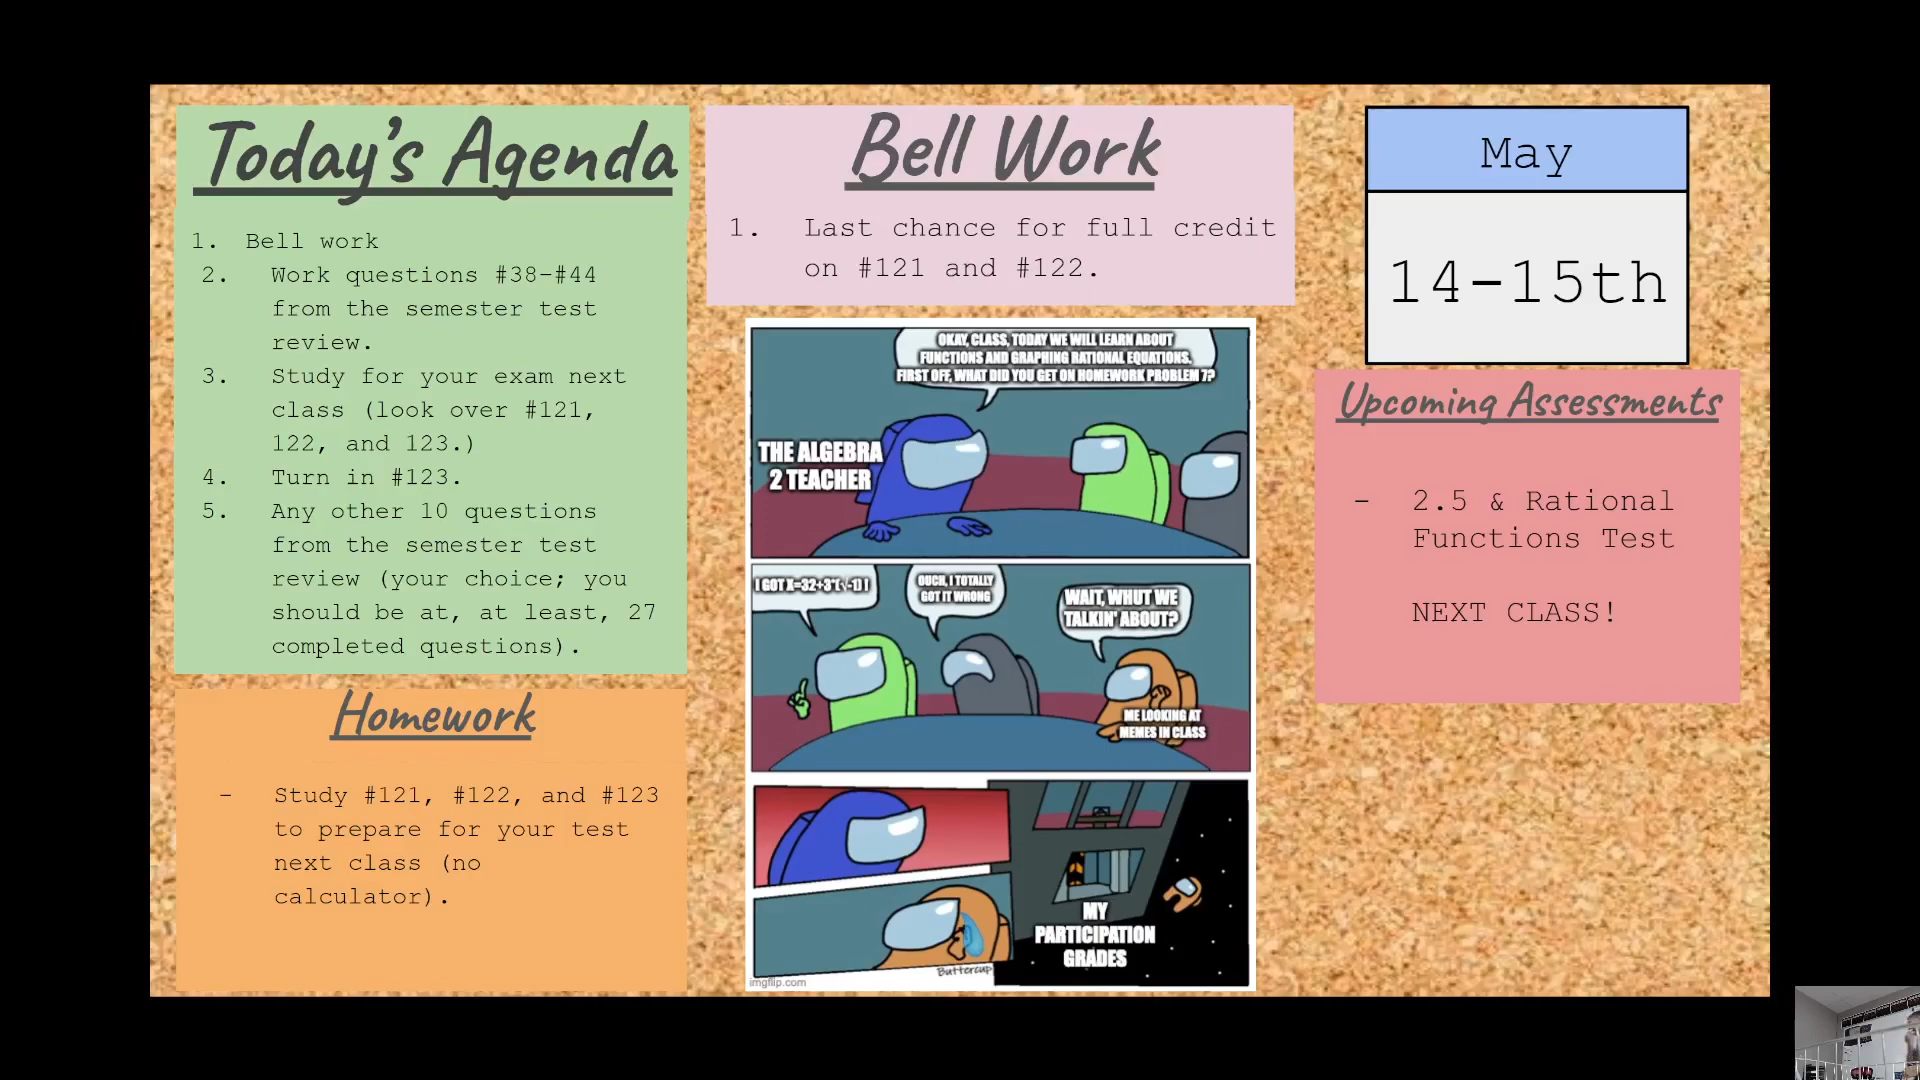 Today's Agenda
1. Bell work
2. Work questions #38-#44
from the semester test
review.
3. Study for your exam next
class (look over #121,
122, and 123.)
4. Turn in #123.
5. Any other 10 questions
from the semester test
review (your choice; you
should be at, at least, 27
completed questions).
Homework
- Study #121, #122, and #123
to prepare for your test
next class (no
calculator).
Bell Work
1. Last chance for full credit
on #121 and #122.
OKAY, CLASS, TODAY WE WILL LEARN ABOUT
FUNCTIONS AND GRAPHING RATIONAL EQUATIONS.
FIRST OFF, WHAT DID YOU GET ON HOMEWORK PROBLEM 7?
THE ALGEBRA
2 TEACHER
I GOT X=32+3*(√-1) !
OUCH, I TOTALLY
GOT IT WRONG
WAIT, WHUT WE
TALKIN' ABOUT?
ME LOOKING AT
MEMES IN CLASS
MY
PARTICIPATION
GRADES
Buttercup
imgflip.com
May
14-15th
Upcoming Assessments
- 2.5 & Rational
Functions Test
NEXT CLASS!